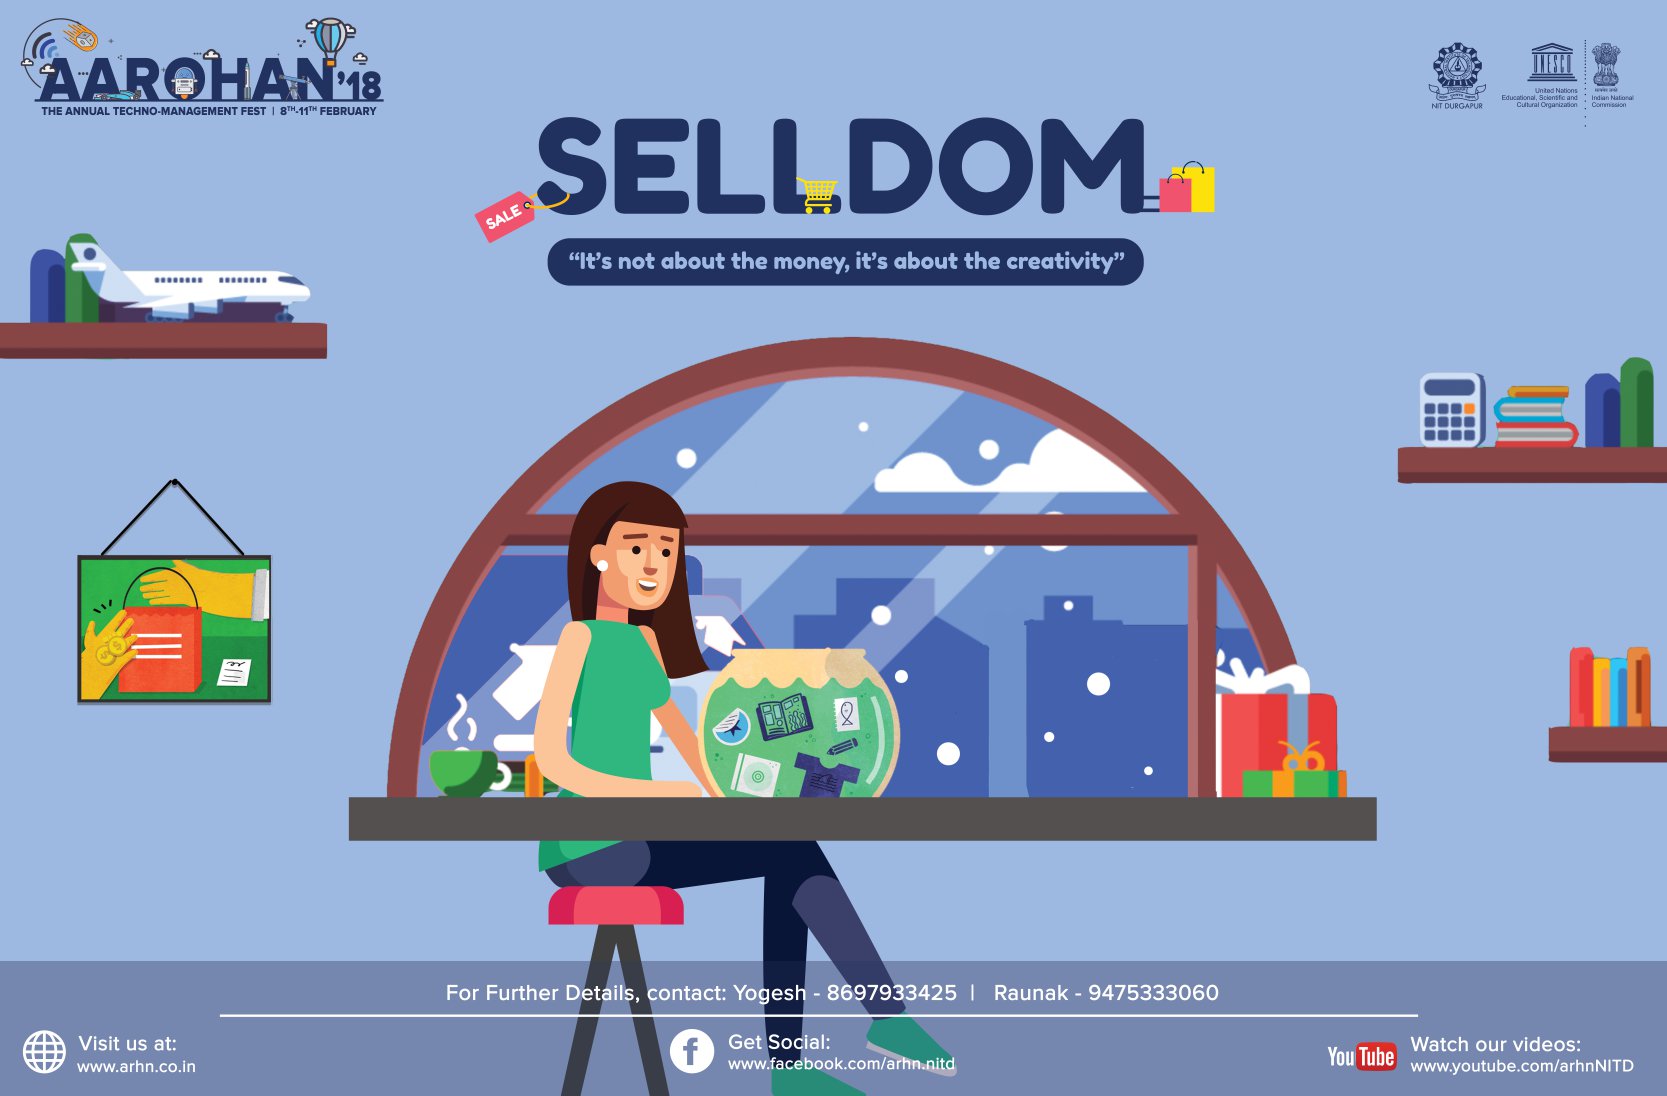 AAROHAN'18
THE ANNUAL TECHNO-MANAGEMENT FEST | 8TH-11TH FEBRUARY
NIT DURGAPUR
UNESCO
United Nations
Educational, Scientific and
Cultural Organization
Indian National
Commission
SELLDOM
SALE
“It’s not about the money, it’s about the creativity”
For Further Details, contact: Yogesh - 8697933425 | Raunak - 9475333060
Visit us at:
www.arhn.co.in
Get Social:
www.facebook.com/arhn.nitd
YouTube
Watch our videos:
www.youtube.com/arhnNITD